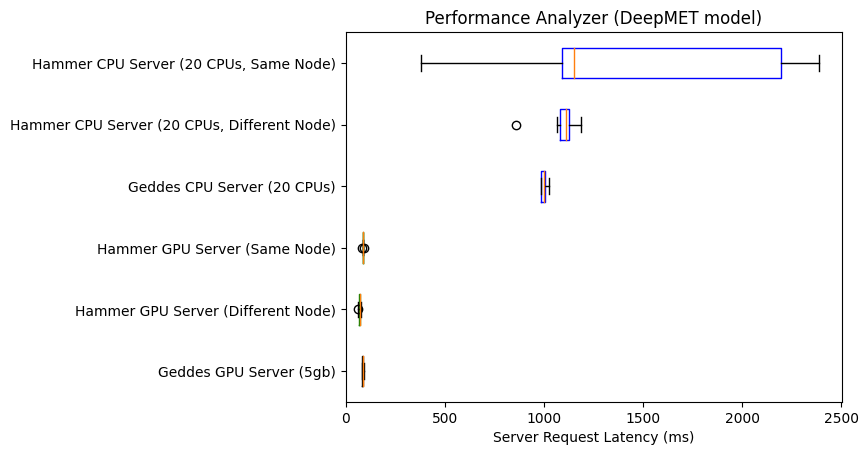 Performance Analyzer (DeepMET model)
Hammer CPU Server (20 CPUs, Same Node)
Hammer CPU Server (20 CPUs, Different Node)
Geddes CPU Server (20 CPUs)
Hammer GPU Server (Same Node)
Hammer GPU Server (Different Node)
Geddes GPU Server (5gb)
0 500 1000 1500 2000 2500
Server Request Latency (ms)